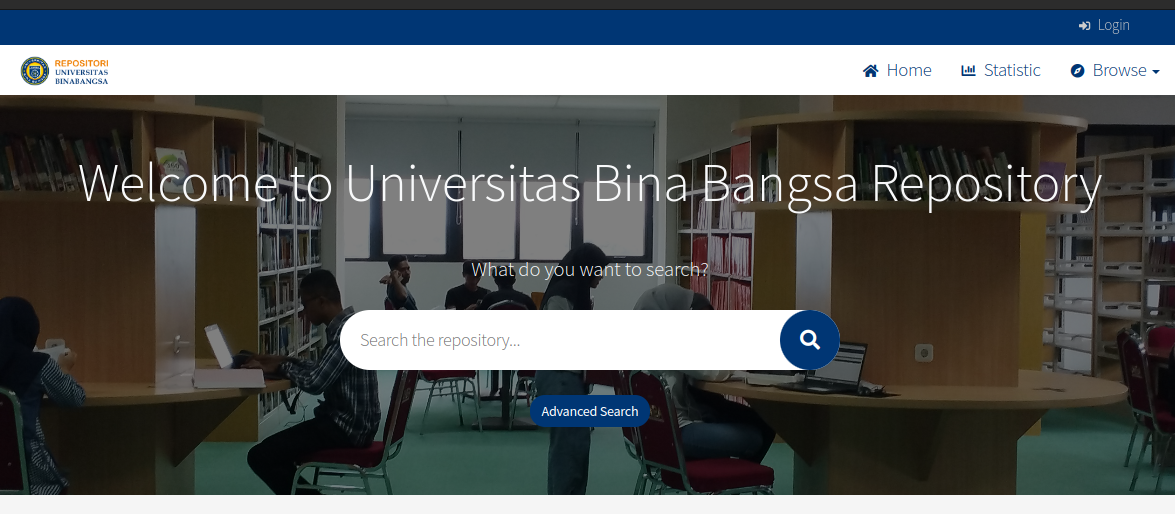 Login
REPOSITORI
UNIVERSITAS
BINABANGSA
Home
Statistic
Browse
Welcome to Universitas Bina Bangsa Repository
What do you want to search?
Search the repository...
Advanced Search